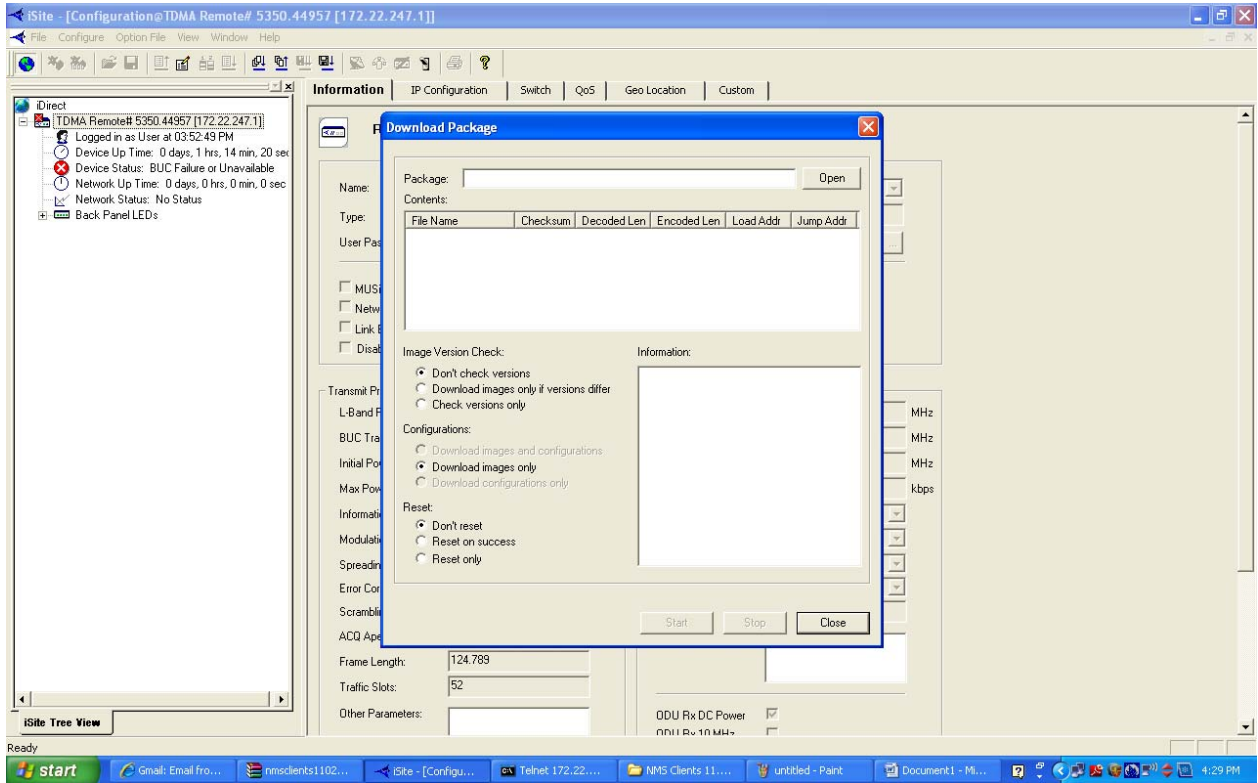 iSite - [Configuration@TDMA Remote# 5350.44957 [172.22.247.1]]
File Configure Option File View Window Help
Information IP Configuration Switch QoS Geo Location Custom
iDirect
TDMA Remote# 5350.44957 [172.22.247.1]
Logged in as User at 03:52:49 PM
Device Up Time: 0 days, 1 hrs, 14 min, 20 sec
Device Status: BUC Failure or Unavailable
Network Up Time: 0 days, 0 hrs, 0 min, 0 sec
Network Status: No Status
Back Panel LEDs
iSite Tree View
Name:
Type:
User Pas
MUSi
Netw
Link
Disab
Transmit Pr
L-Band F
BUC Tra
Initial Po
Max Pow
Informati
Modulati
Spreadin
Error Cor
Scrambli
ACQ Ape
Frame Length: 124.789
Traffic Slots: 52
Other Parameters:
MHz
MHz
MHz
kbps
ODU Rx DC Power
ODU Rx 10 MHz
Download Package
Package: Open
Contents:
File Name Checksum Decoded Len Encoded Len Load Addr Jump Addr
Image Version Check:
Don't check versions
Download images only if versions differ
Check versions only
Configurations:
Download images and configurations
Download images only
Download configurations only
Reset:
Don't reset
Reset on success
Reset only
Information:
Start Stop Close
Ready
start Gmail: Email fro... nmsclients1102... iSite - [Configu... Telnet 172.22.... NMS Clients 11.... untitled - Paint Document1 - Mi... 4:29 PM